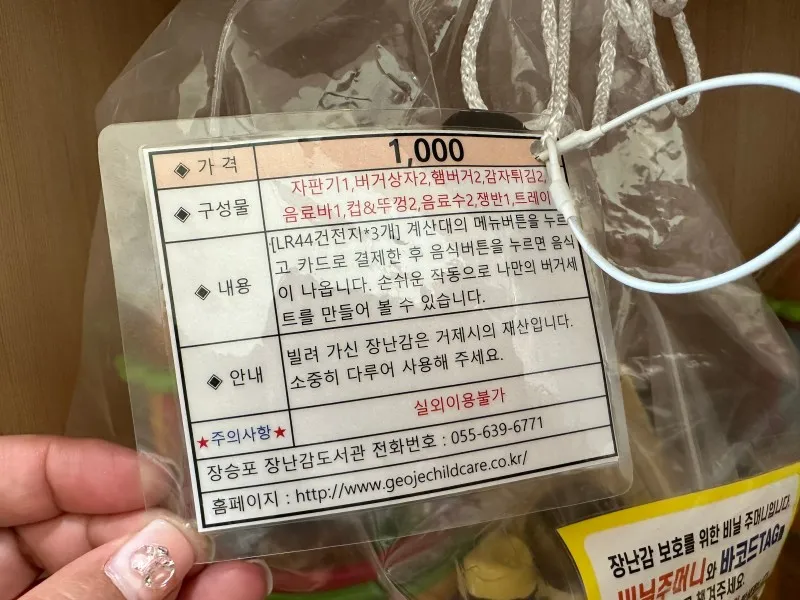 ◈ 가 격 1,000
◈ 구성물 자판기1,버거상자2,햄버거2,감자튀김2,
음료바1,컵&뚜껑2,음료수2,쟁반1,트레이
◈ 내용 [LR44건전지*3개] 계산대의 메뉴버튼을 누르
고 카드로 결제한 후 음식버튼을 누르면 음식
이 나옵니다. 손쉬운 작동으로 나만의 버거세
트를 만들어 볼 수 있습니다.
◈ 안내 빌려 가신 장난감은 거제시의 재산입니다.
소중히 다루어 사용해 주세요.
★주의사항★ 실외이용불가
장승포 장난감도서관 전화번호 : 055-639-6771
홈페이지 : http://www.geojechildcare.co.kr/
장난감 보호를 위한 비닐 주머니입니다.
비닐주머니와 바코드TAG를
챙겨주세요.